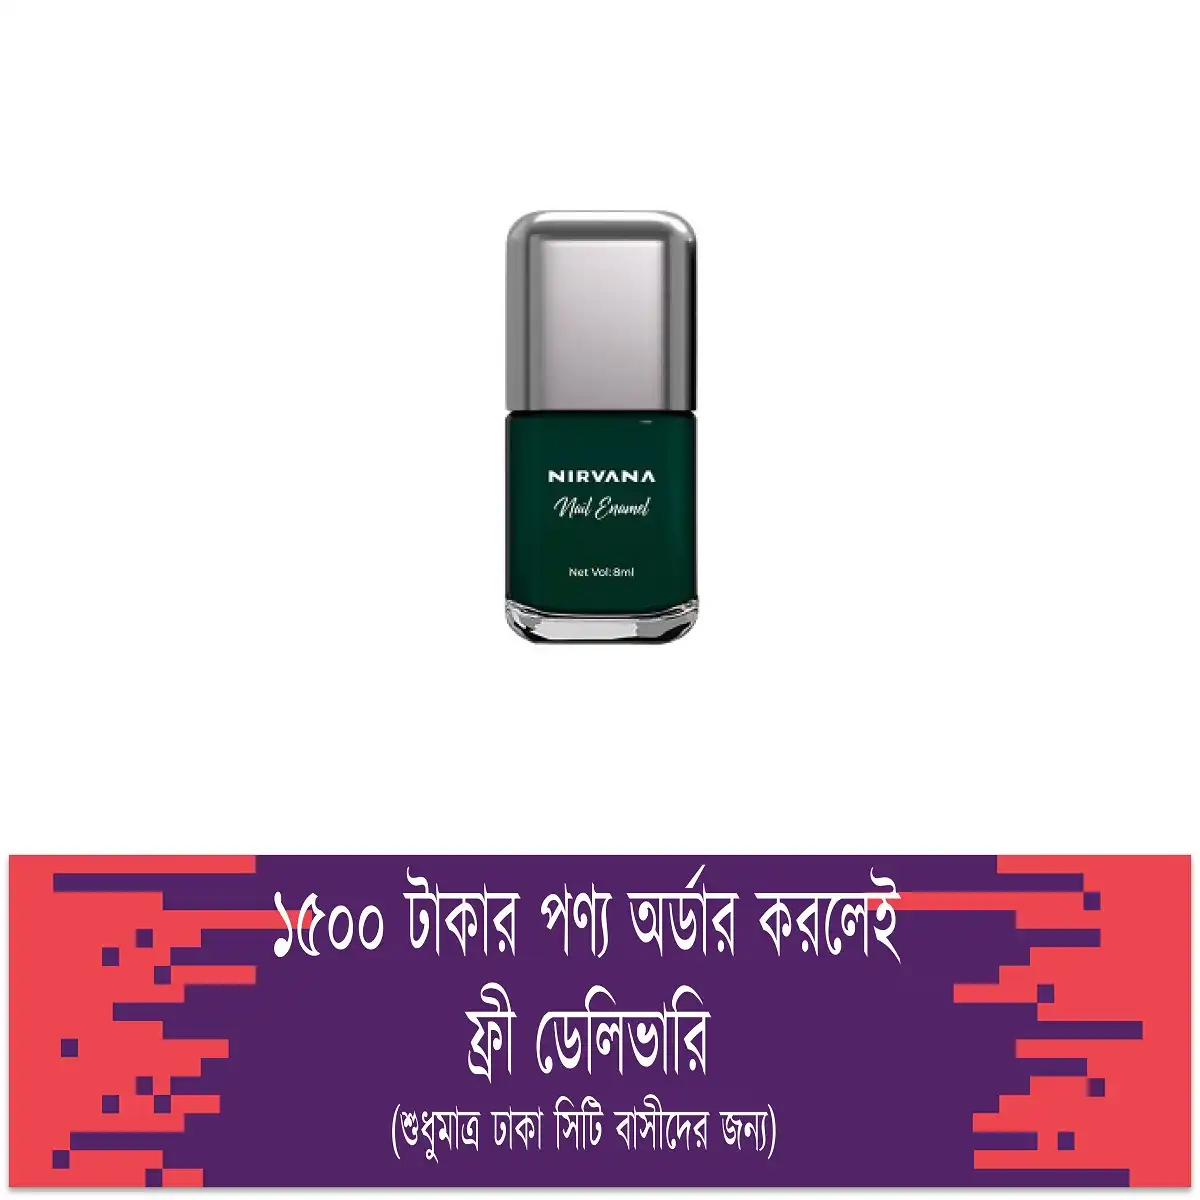 NIRVANA
Nail Enamel
Net Vol: 8ml
১৫০০ টাকার পণ্য অর্ডার করলেই
ফ্রী ডেলিভারি
(শুধুমাত্র ঢাকা সিটি বাসীদের জন্য)